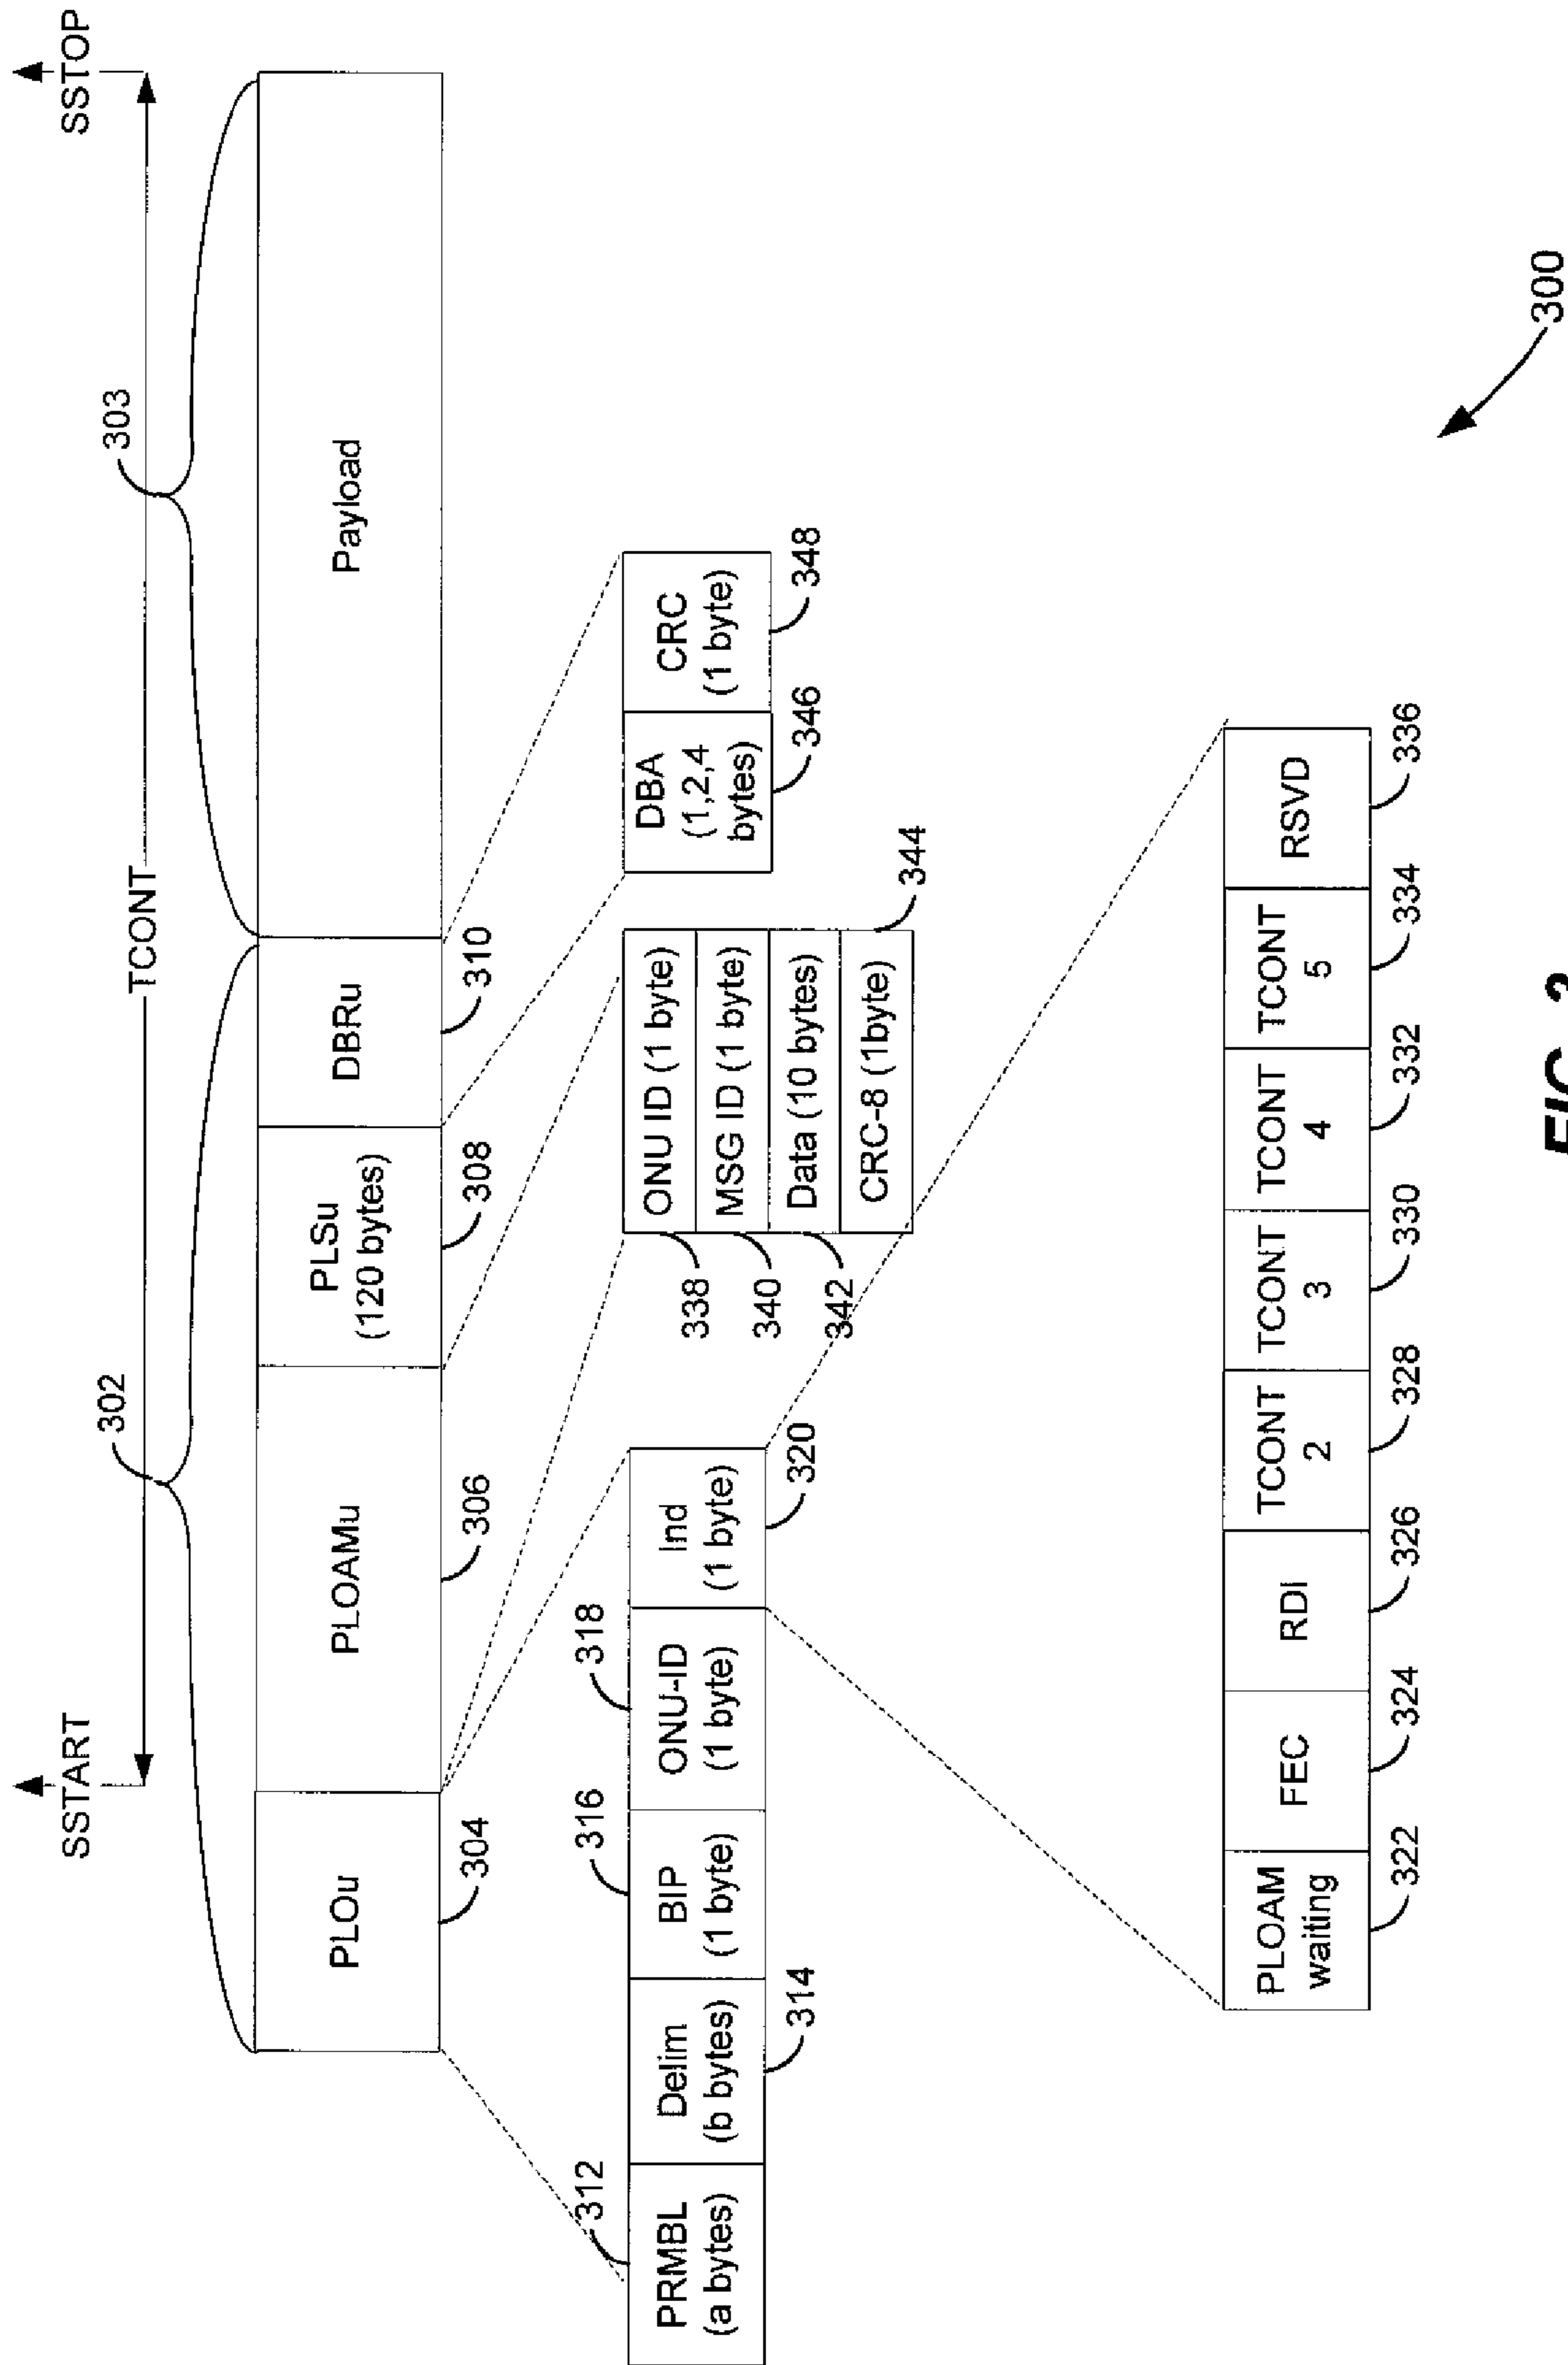 SSTART
SSTOP
TCONT
302
303
PLOu
PLOAMu
PLSu
(120 bytes)
DBRu
Payload
304
306
308
310
312
316
318
PRMBL
(a bytes)
Delim
(b bytes)
BIP
(1 byte)
ONU-ID
(1 byte)
Ind
(1 byte)
314
320
338
340
342
ONU ID (1 byte)
MSG ID (1 byte)
Data (10 bytes)
CRC-8 (1byte)
344
DBA
(1,2,4
bytes)
CRC
(1 byte)
346
348
PLOAM
waiting
FEC
RDI
TCONT
2
TCONT
3
TCONT
4
TCONT
5
RSVD
322
324
326
328
330
332
334
336
300
FIG.